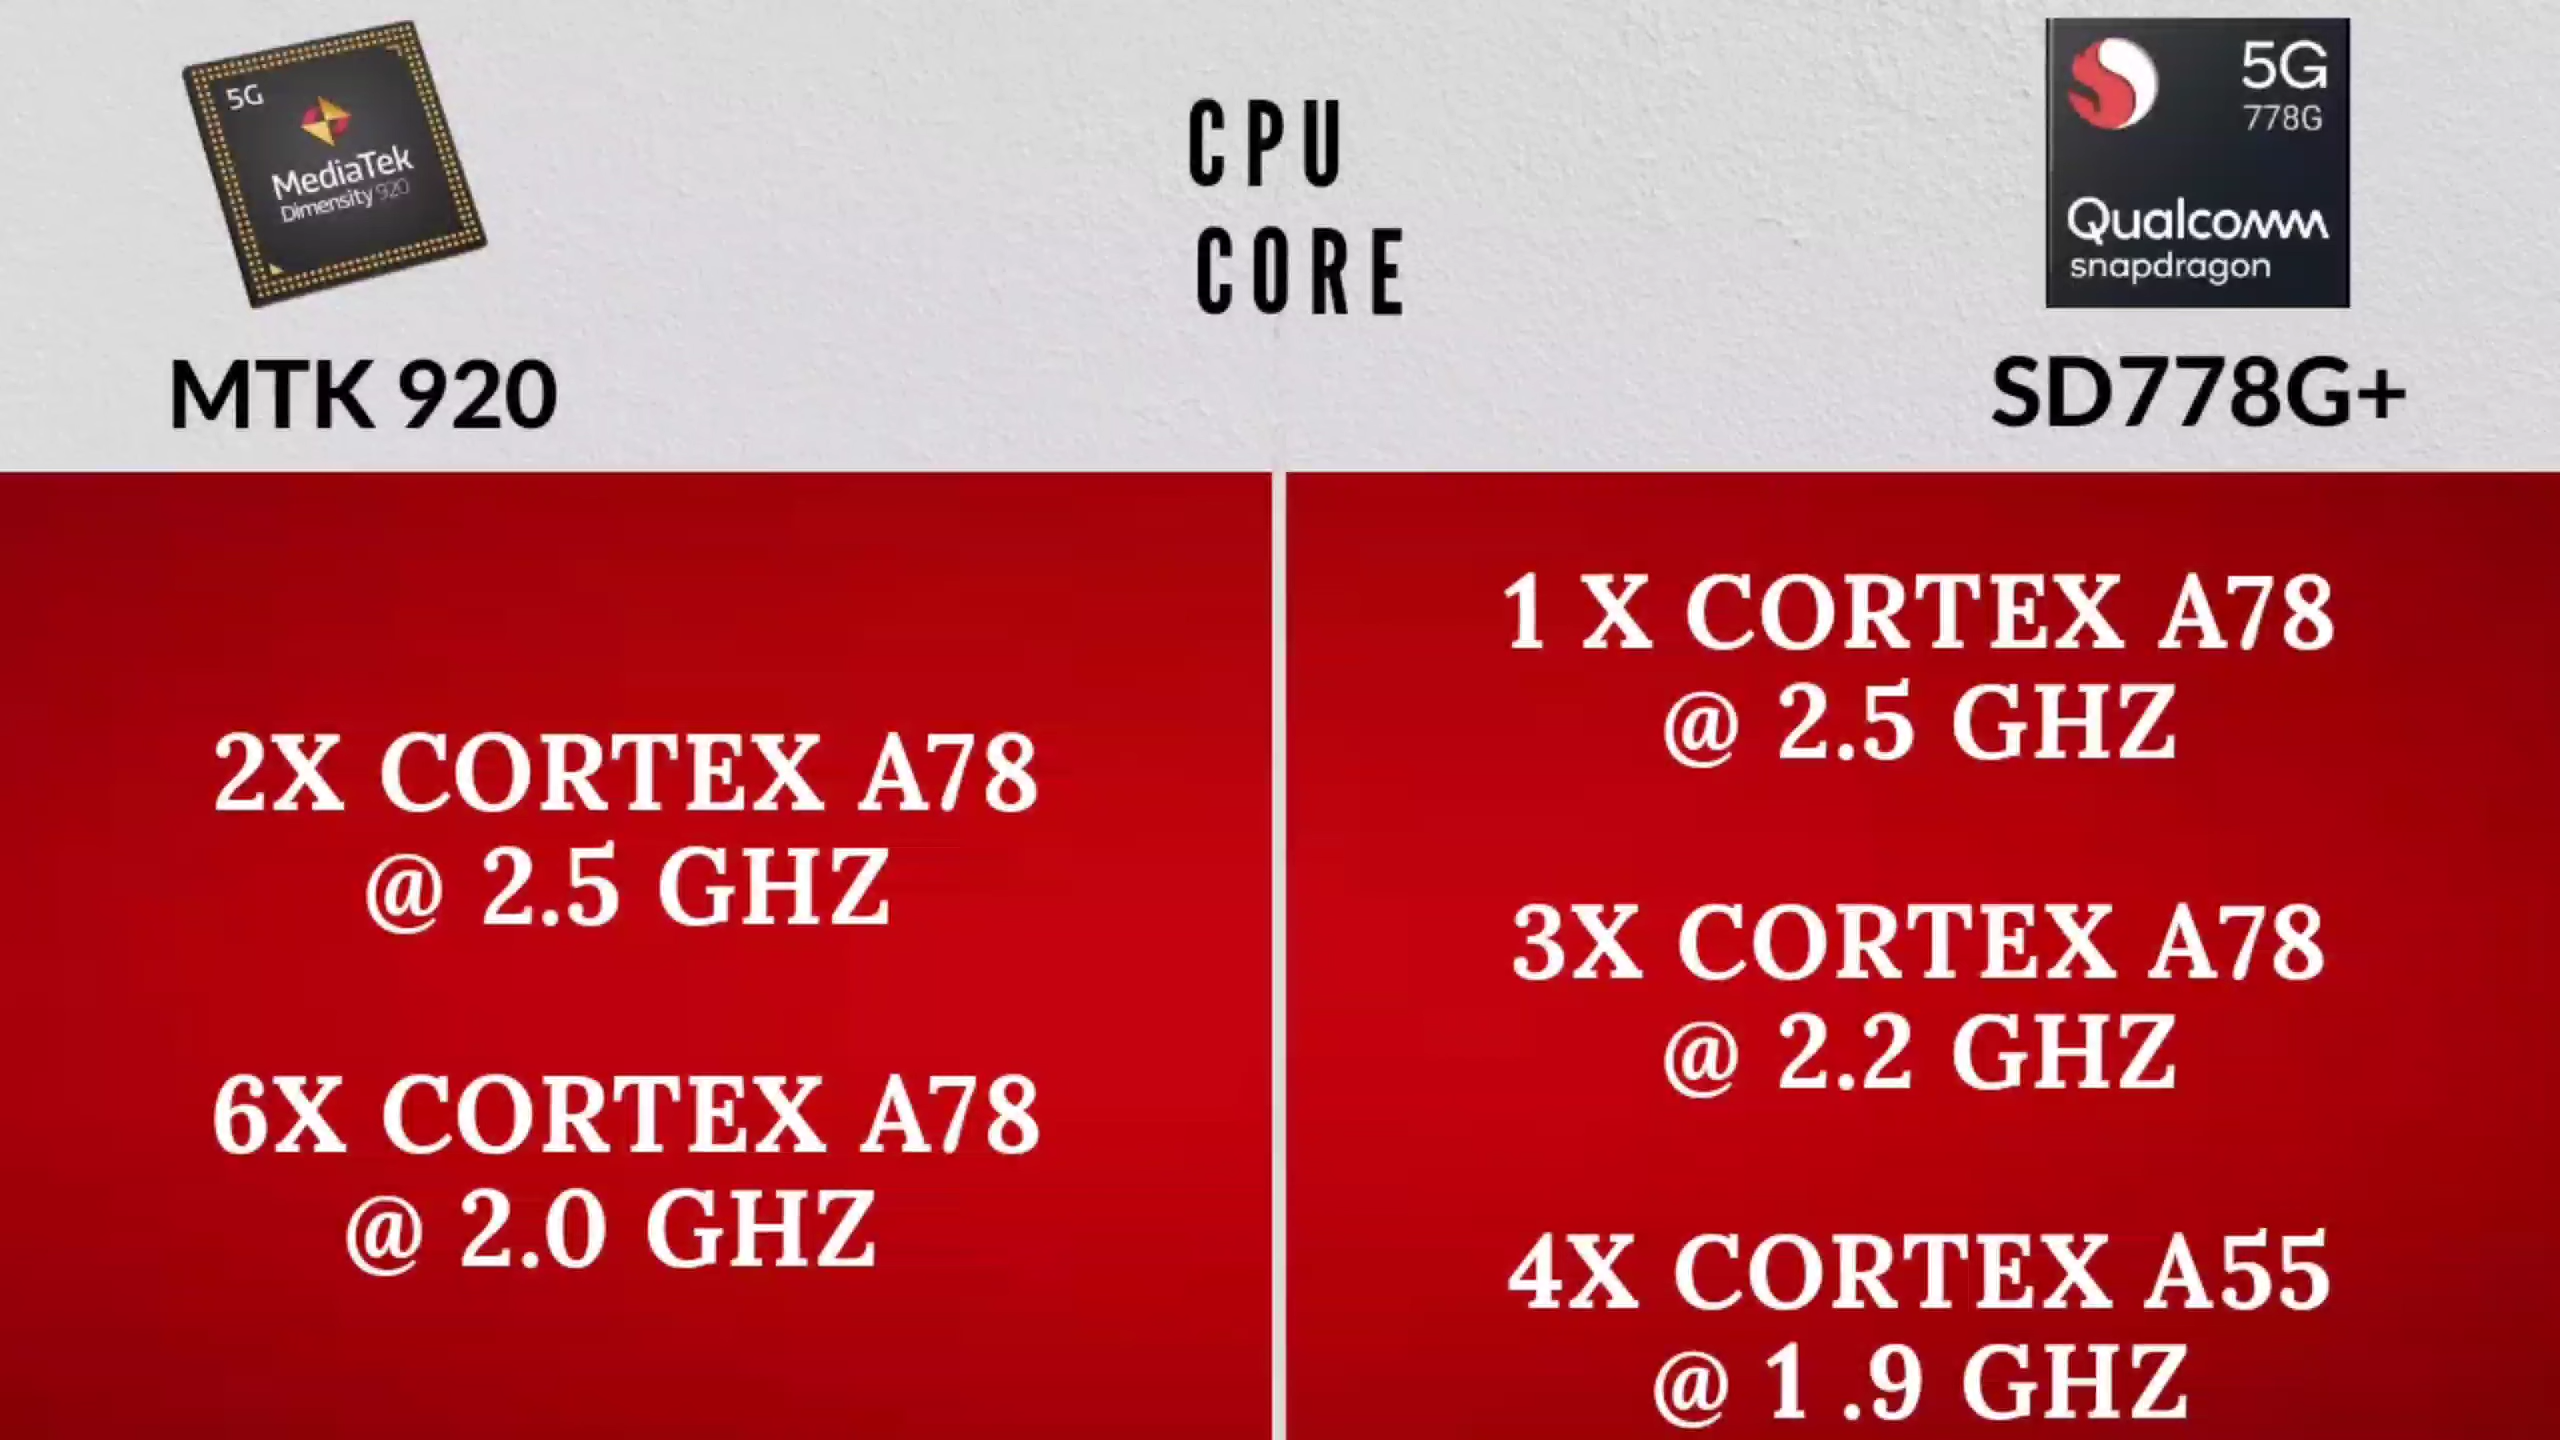 5G
MediaTek
Dimensity 920
MTK 920
CPU
CORE
5G
778G
Qualcomm
snapdragon
SD778G+
2X CORTEX A78
@ 2.5 GHZ
6X CORTEX A78
@ 2.0 GHZ
1 X CORTEX A78
@ 2.5 GHZ
3X CORTEX A78
@ 2.2 GHZ
4X CORTEX A55
@ 1 .9 GHZ